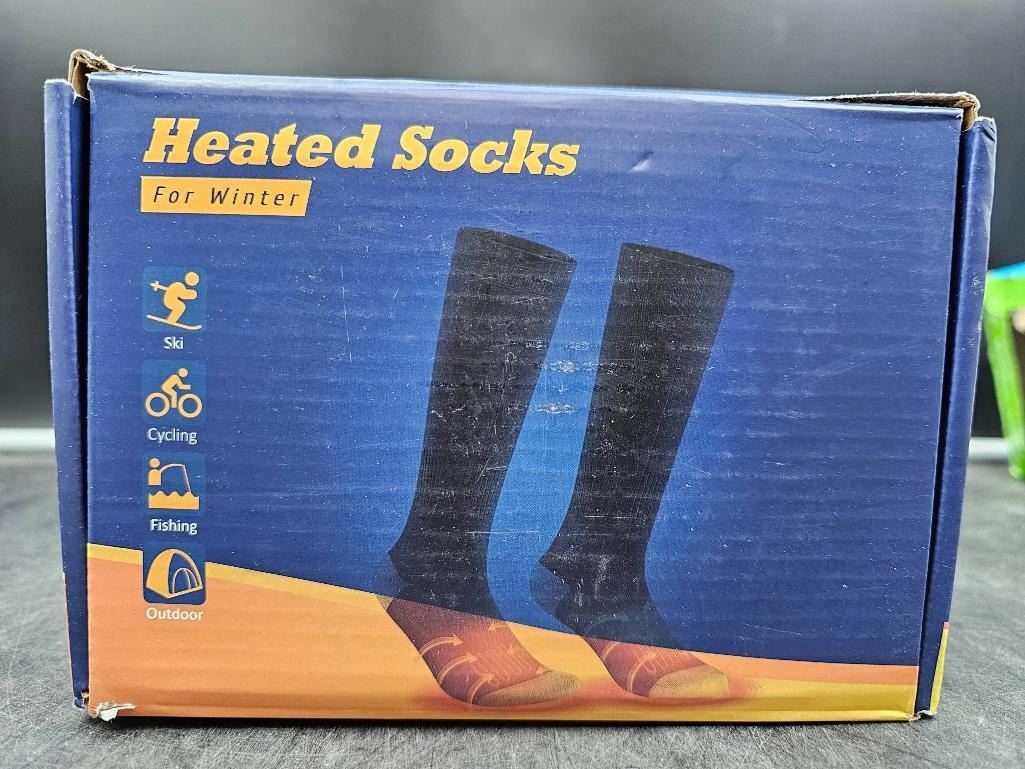 Heated Socks
For Winter
Ski
Cycling
Fishing
Outdoor